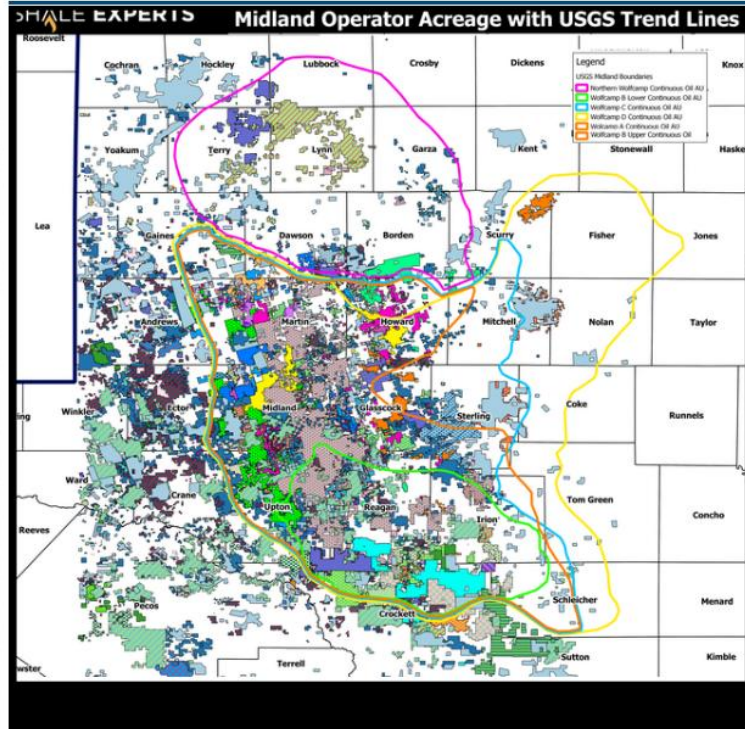 SHALE EXPERTS
Midland Operator Acreage with USGS Trend Lines
Roosevelt
Cochran
Hockley
Lubbock
Crosby
Dickens
Knox
Legend
USGS Midland Boundaries
Northern Wolfcamp Continuous Oil AU
Wolfcamp B Lower Continuous Oil AU
Wolfcamp C Continuous Oil AU
Wolfcamp D Continuous Oil AU
Wolcamp A Continuous Oil AU
Wolfcamp B Upper Continuous Oil
Yoakum
Terry
Lynn
Garza
Kent
Stonewall
Haske
Lea
Gaines
Dawson
Borden
Scurry
Fisher
Jones
Andrews
Martin
Howard
Mitchell
Nolan
Taylor
ing
Winkler
Ector
Midland
Glasscock
Sterling
Coke
Runnels
Ward
Crane
Upton
Reagan
Irion
Tom Green
Concho
Reeves
Pecos
Crockett
Schleicher
Menard
wster
Terrell
Sutton
Kimble